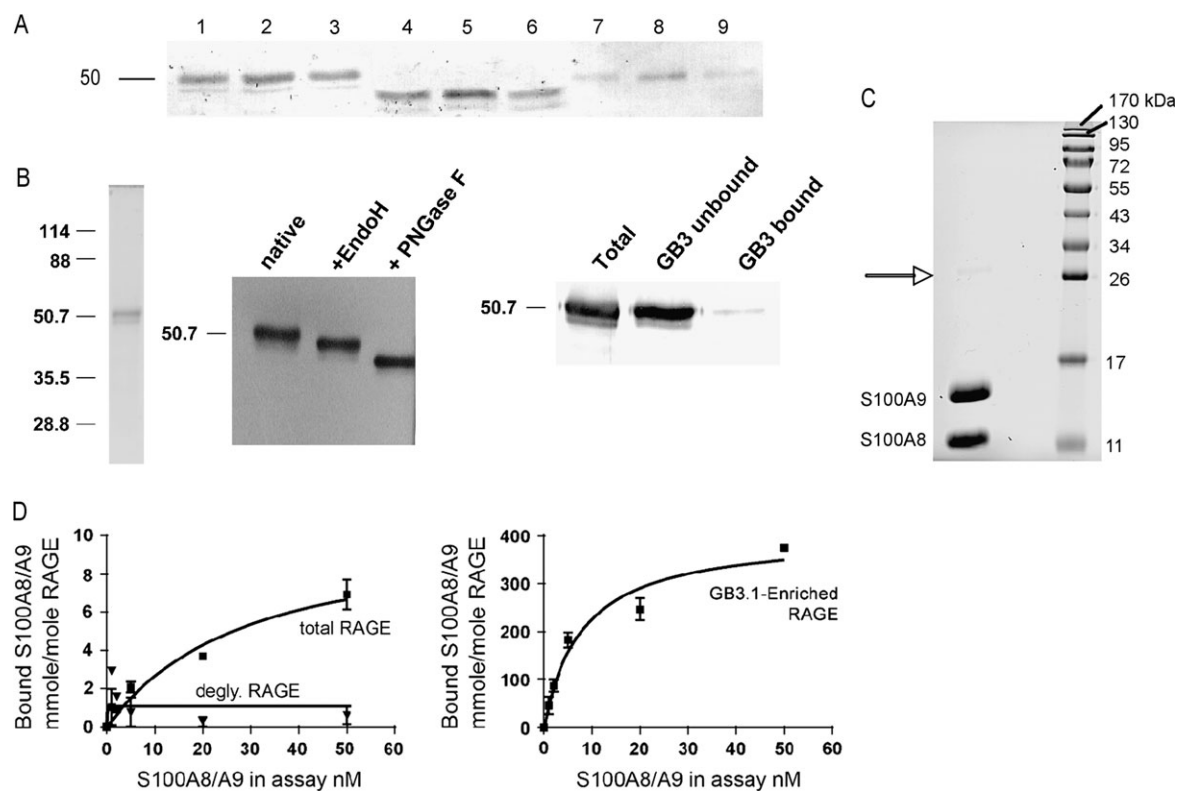 A
1 2 3 4 5 6 7 8 9
50
B
114
88
50.7
35.5
28.8
native
+EndoH
+ PNGase F
50.7
Total
GB3 unbound
GB3 bound
50.7
C
170 kDa
130
95
72
55
43
34
26
17
11
S100A9
S100A8
D
Bound S100A8/A9
mmole/mole RAGE
10
8
6
4
2
0
total RAGE
degly. RAGE
0 10 20 30 40 50 60
S100A8/A9 in assay nM
Bound S100A8/A9
mmole/mole RAGE
400
300
200
100
0
GB3.1-Enriched
RAGE
0 10 20 30 40 50 60
S100A8/A9 in assay nM